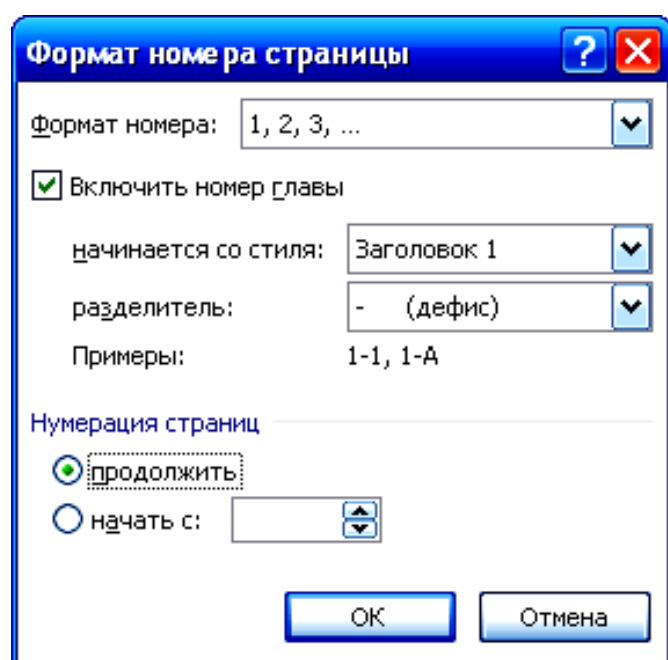 Формат номера страницы
Формат номера: 1, 2, 3, ...
Включить номер главы
начинается со стиля: Заголовок 1
разделитель: - (дефис)
Примеры: 1-1, 1-A
Нумерация страниц
продолжить
начать с:
ОК Отмена